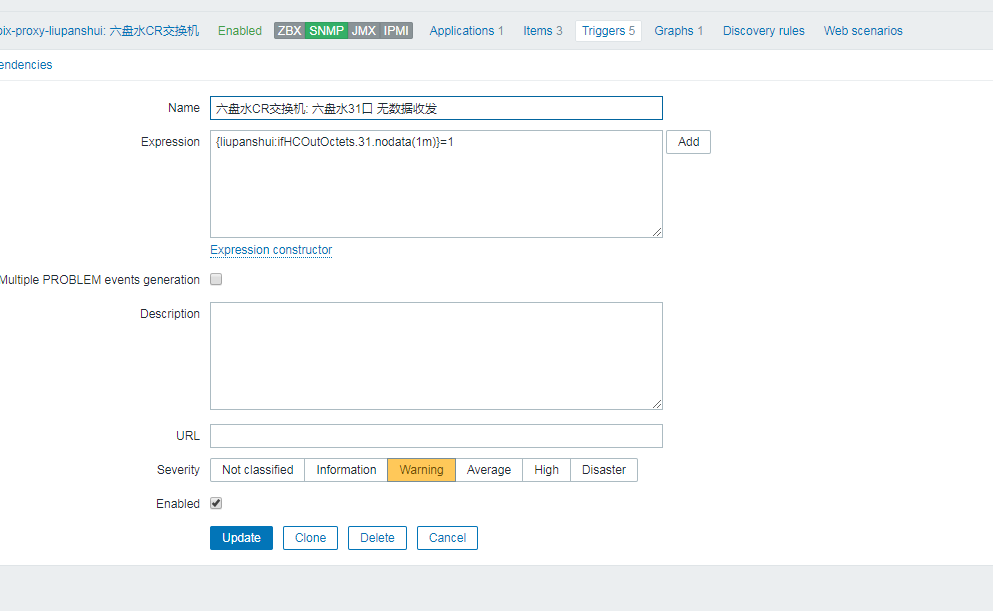 bix-proxy-liupanshui: 六盘水CR交换机 Enabled ZBX SNMP JMX IPMI Applications 1 Items 3 Triggers 5 Graphs 1 Discovery rules Web scenarios
endencies
Name 六盘水CR交换机: 六盘水31口 无数据收发
Expression {liupanshui:ifHCOutOctets.31.nodata(1m)}=1 Add
Expression constructor
Multiple PROBLEM events generation
Description
URL
Severity Not classified Information Warning Average High Disaster
Enabled
Update Clone Delete Cancel